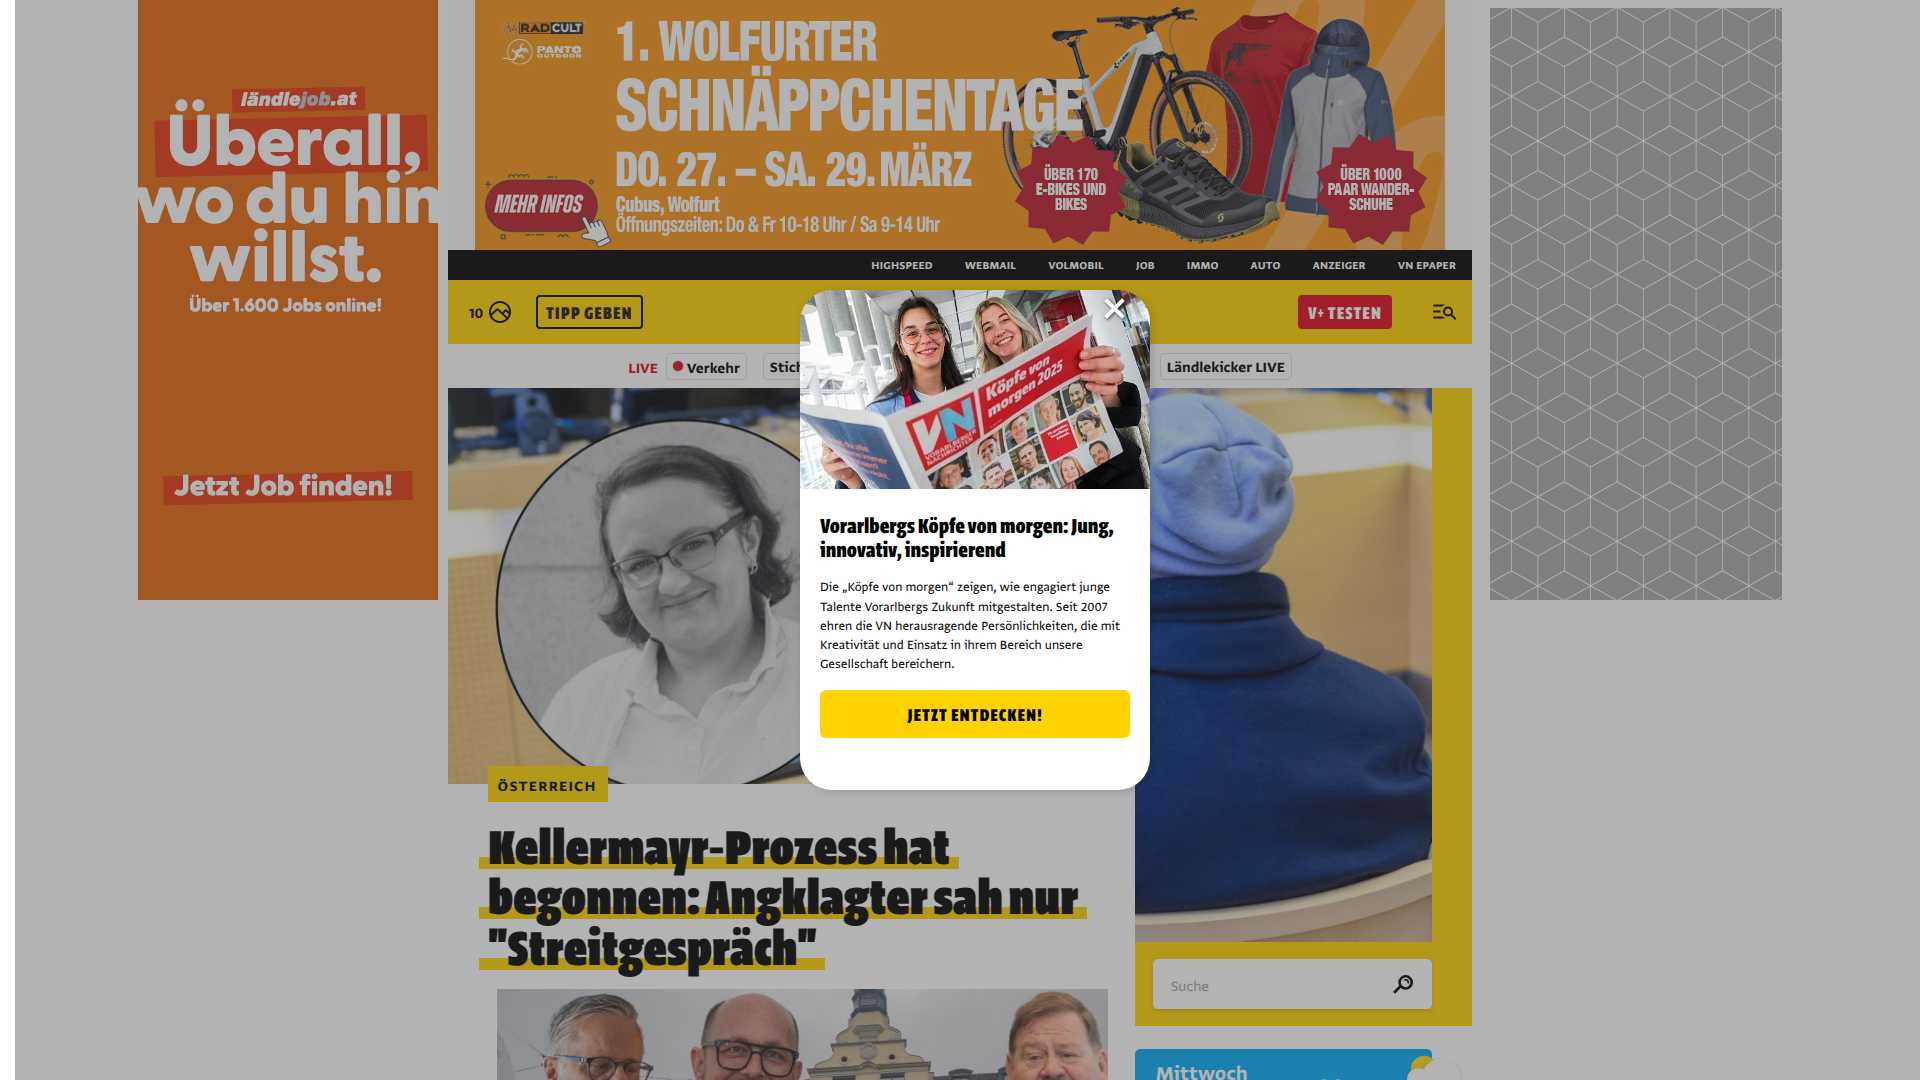 ländlejob.at
Überall,
wo du hin
willst.
Über 1.600 Jobs online!
Jetzt Job finden!
RADCULT
PANTO
OUTDOOR
1. WOLFURTER
SCHNÄPPCHENTAGE
DO. 27. – SA. 29. MÄRZ
Cubus, Wolfurt
Öffnungszeiten: Do & Fr 10-18 Uhr / Sa 9-14 Uhr
MEHR INFOS
ÜBER 170
E-BIKES UND
BIKES
ÜBER 1000
PAAR WANDER-
SCHUHE
HIGHSPEED WEBMAIL VOLMOBIL JOB IMMO AUTO ANZEIGER VN EPAPER
10 TIPP GEBEN V+ TESTEN
LIVE Verkehr Stich Ländlekicker LIVE
Köpfe von
morgen 2025
VN
VORARLBERGER
NACHRICHTEN
Vorarlbergs Köpfe von morgen: Jung,
innovativ, inspirierend
Die „Köpfe von morgen“ zeigen, wie engagiert junge
Talente Vorarlbergs Zukunft mitgestalten. Seit 2007
ehren die VN herausragende Persönlichkeiten, die mit
Kreativität und Einsatz in ihrem Bereich unsere
Gesellschaft bereichern.
JETZT ENTDECKEN!
ÖSTERREICH
Kellermayr-Prozess hat
begonnen: Angklagter sah nur
"Streitgespräch"
Suche
Mittwoch